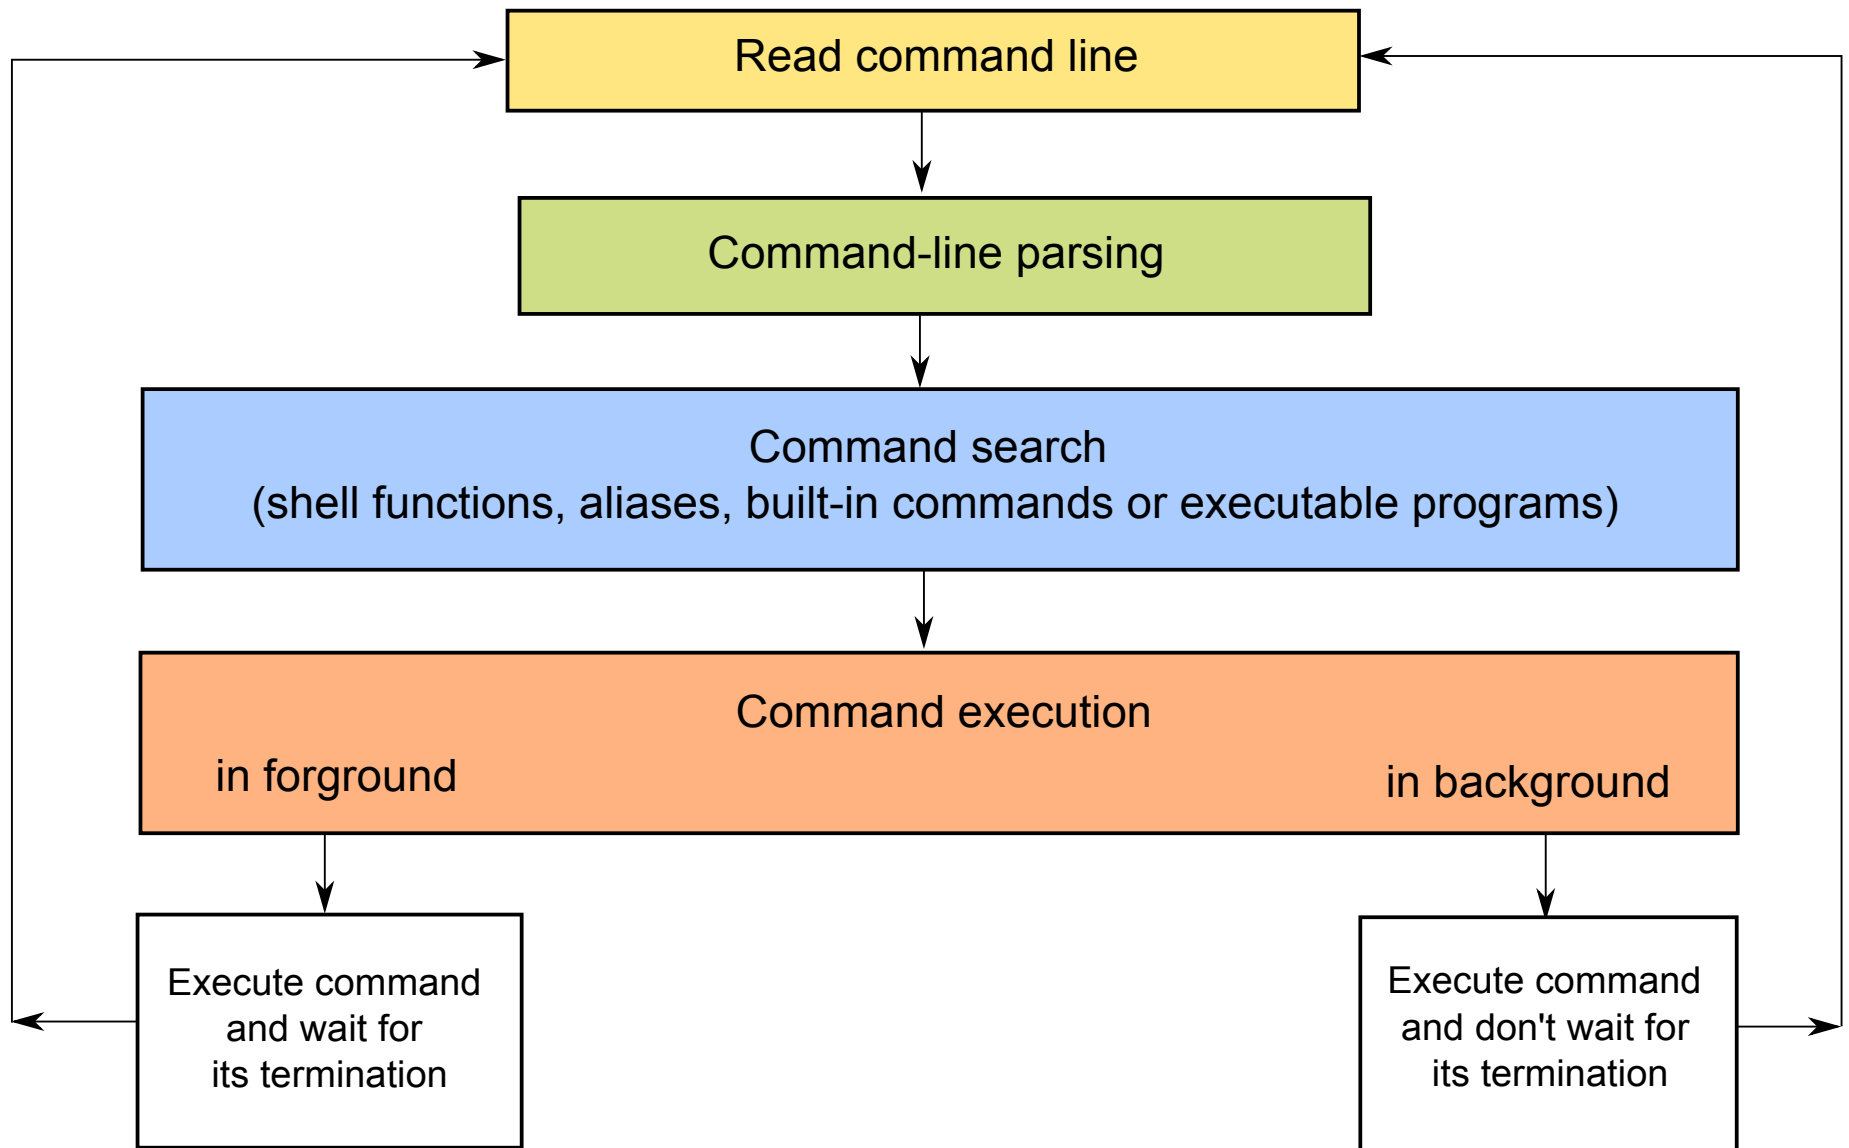 Read command line
Command-line parsing
Command search
(shell functions, aliases, built-in commands or executable programs)
Command execution
in forground
in background
Execute command
and wait for
its termination
Execute command
and don't wait for
its termination